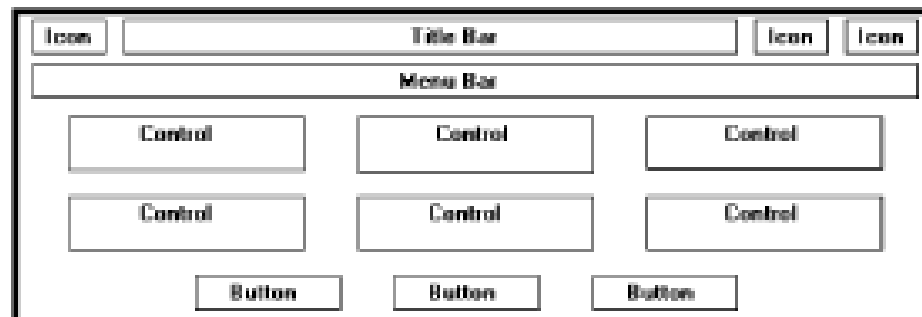 Icon Title Bar Icon Icon
Menu Bar
Control Control Control
Control Control Control
Button Button Button